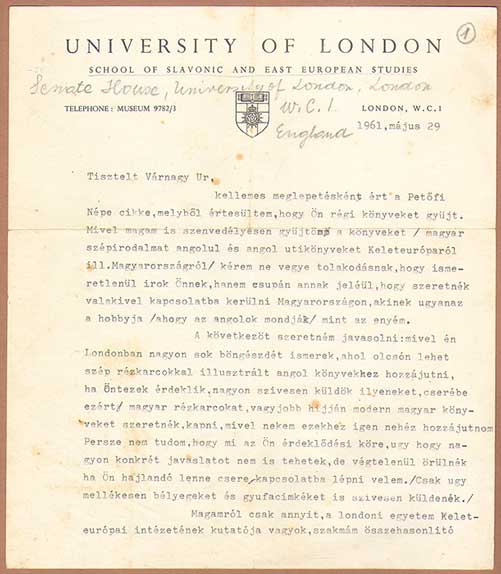 1
UNIVERSITY OF LONDON
SCHOOL OF SLAVONIC AND EAST EUROPEAN STUDIES
Senate House, University of London, London
TELEPHONE: MUSEUM 9782/3
W.C.1.
LONDON, W.C.1
England
1961, május 29
Tisztelt Várnagy Ur,
kellemes meglepetésként ért a Petőfi
Népe cikke,melyből értesültem,hogy Ön régi könyveket gyüjt.
Mivel magam is szenvedélyesen gyüjtöm a könyveket / magyar
szépirodalmat angolul és angol utikönyveket Keleteurópáról
ill.Magyarországról/ kérem ne vegye tolakodásnsk,hogy isme-
retlenül irok Önnek,hanem csupán annak jeléül,hogy szeretnék
valakivel kapcsolatba kerülni Magyarországon,akinek ugyanaz
a hobbyja /ahogy az angolok mondják/ mint az enyém.
A következőt szeretném javasolni:mivel én
Londonban nagyon sok böngészdét ismerek,ahol olcsón lehet
szép rézkarcokkal illusztrált angol könyvekhez hozzájutni,
ha Öntezek érdeklik,nagyon szivesen küldök ilyeneket,cserébe
ezért/ magyar rézkarcokat,vagyjobb hijján modern magyar köny-
veket szeretnék,kapni,mivel nekem ezekhez igen nehéz hozzájutnom
Persze nem tudom,hogy mi az Ön érdeklődési köre,ugy hogy na-
gyon konkrét javaslatot nem is tehetek,de végtelenül örülnék
ha Ön hajlandó lenne csere,kapcsolatba lépni velem./Csak ugy
mellékesen bélyegeket és gyufacimkéket is szivesen küldenék./
Magamról csak annyit,a londoni egyetem Kelet-
európai intézetének kutatója vagyok,szakmám összehasonlitó